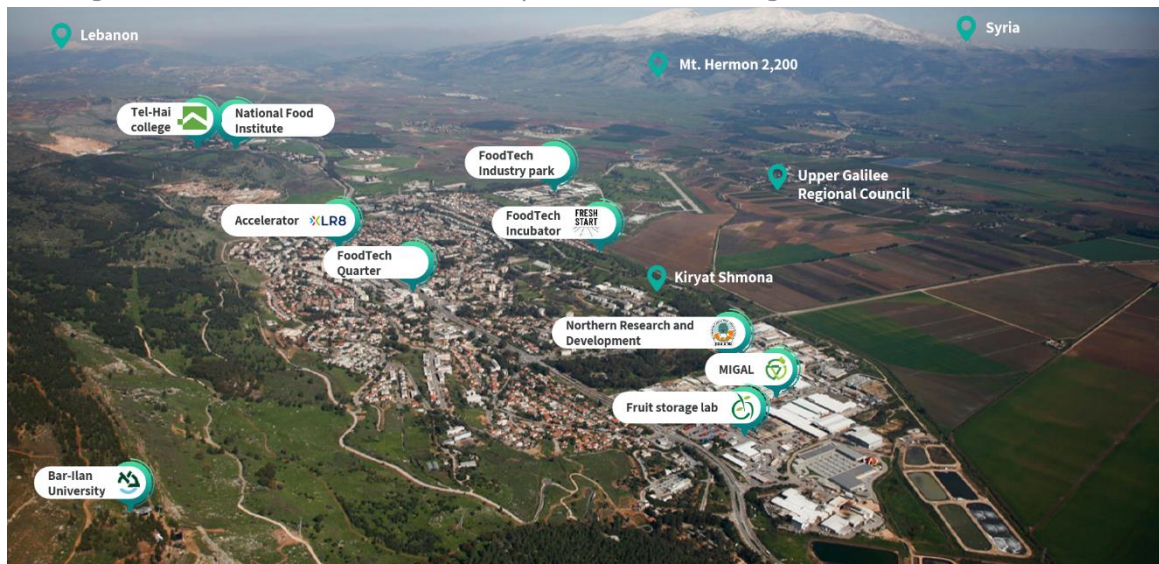 Lebanon
Syria
Mt. Hermon 2,200
Tel-Hai
college
National Food
Institute
FoodTech
Industry park
Upper Galilee
Regional Council
Accelerator XLR8
FoodTech
Incubator
FRESH
START
FoodTech
Quarter
Kiryat Shmona
Northern Research and
Development
MIGAL
Fruit storage lab
Bar-Ilan
University